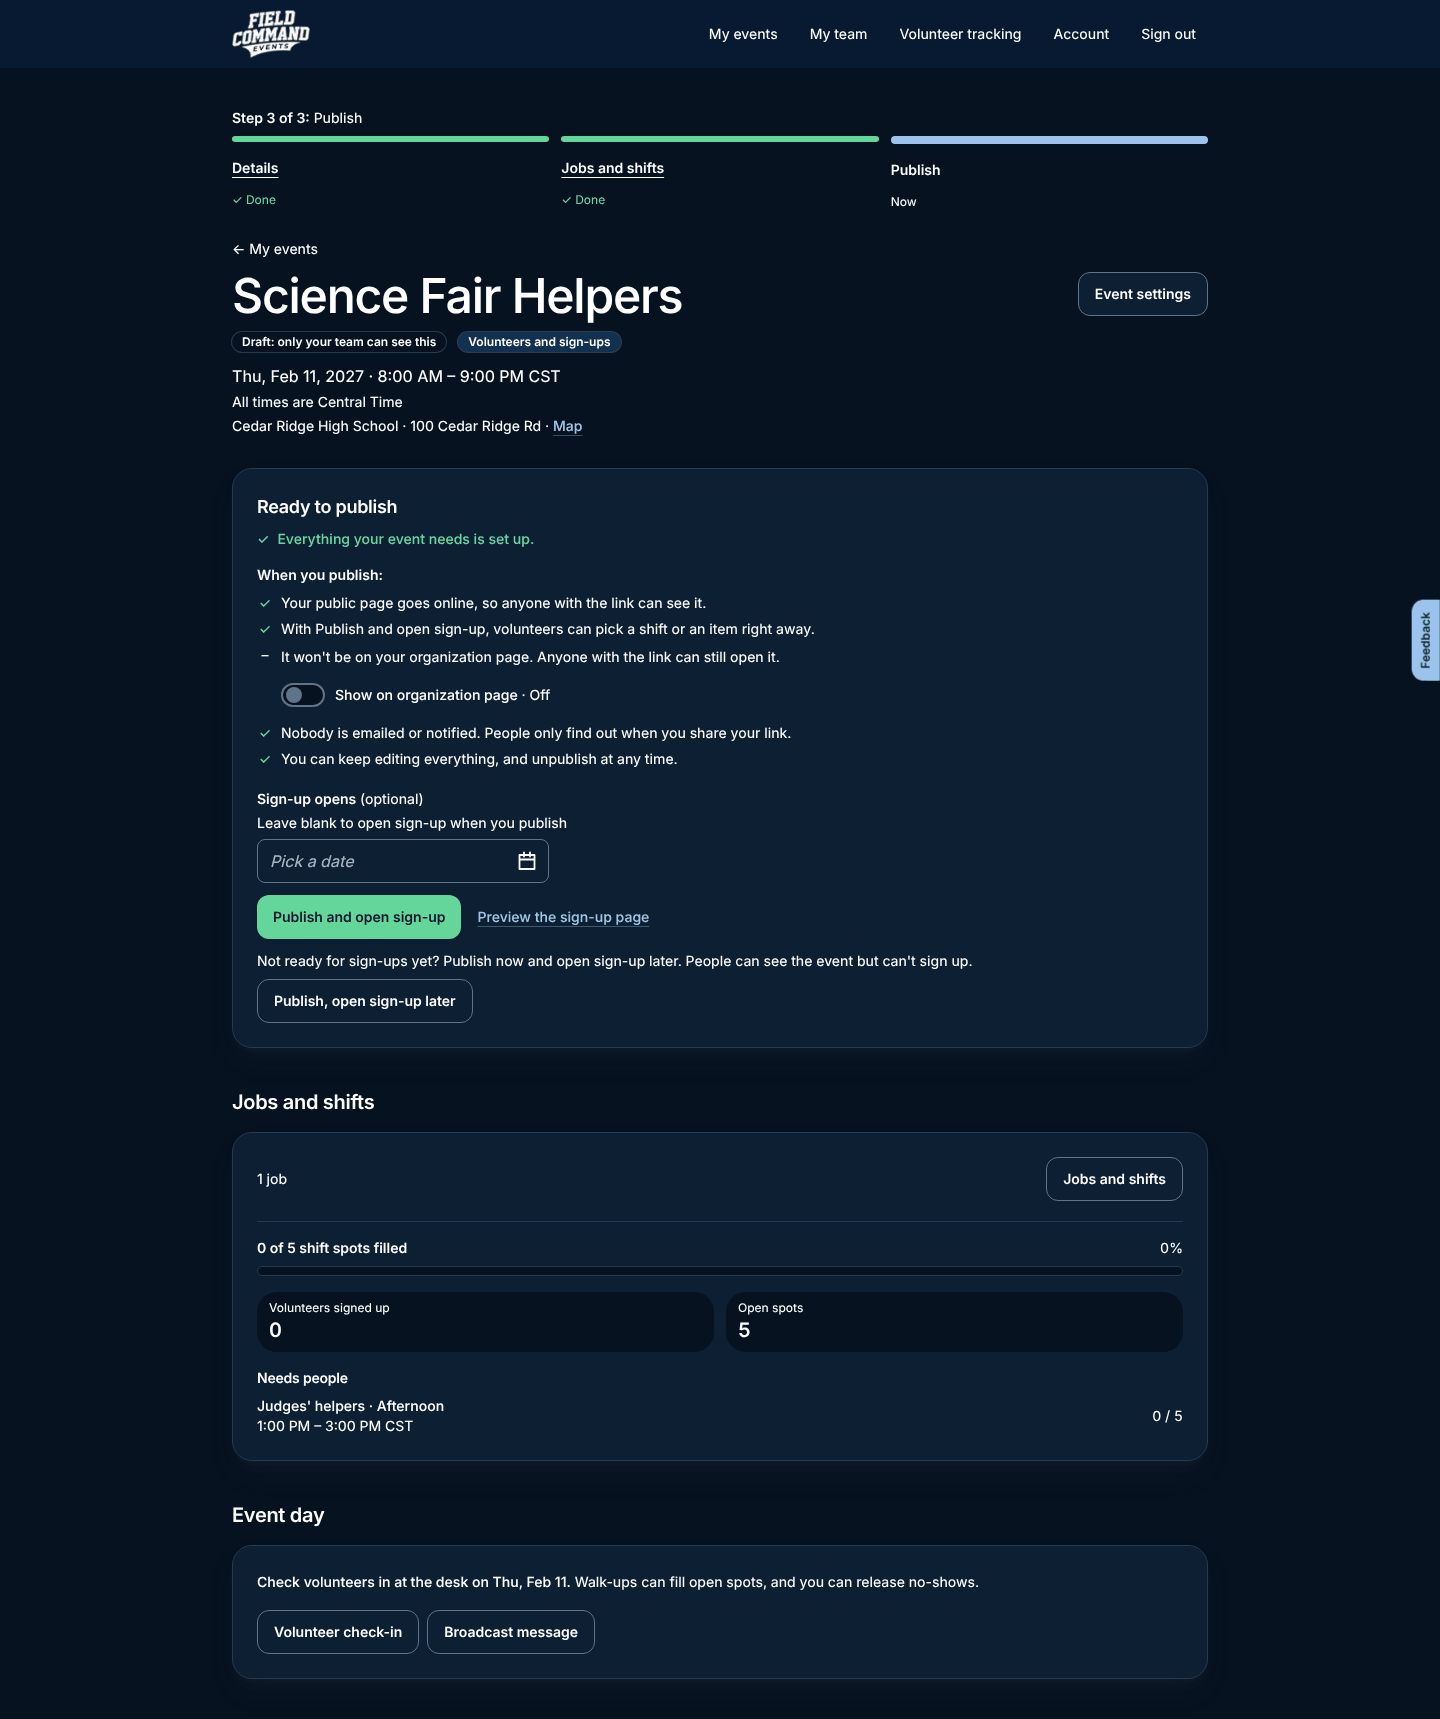 FIELD
COMMAND
EVENTS
My events
My team
Volunteer tracking
Account
Sign out
Step 3 of 3: Publish
Details
Jobs and shifts
Publish
✓ Done
✓ Done
Now
← My events
Science Fair Helpers
Event settings
Draft: only your team can see this
Volunteers and sign-ups
Thu, Feb 11, 2027 · 8:00 AM – 9:00 PM CST
All times are Central Time
Cedar Ridge High School · 100 Cedar Ridge Rd · Map
Ready to publish
✓ Everything your event needs is set up.
When you publish:
✓ Your public page goes online, so anyone with the link can see it.
✓ With Publish and open sign-up, volunteers can pick a shift or an item right away.
– It won't be on your organization page. Anyone with the link can still open it.
Show on organization page · Off
✓ Nobody is emailed or notified. People only find out when you share your link.
✓ You can keep editing everything, and unpublish at any time.
Sign-up opens (optional)
Leave blank to open sign-up when you publish
Pick a date
Publish and open sign-up
Preview the sign-up page
Not ready for sign-ups yet? Publish now and open sign-up later. People can see the event but can't sign up.
Publish, open sign-up later
Feedback
Jobs and shifts
1 job
Jobs and shifts
0 of 5 shift spots filled
0%
Volunteers signed up
0
Open spots
5
Needs people
Judges' helpers · Afternoon
1:00 PM – 3:00 PM CST
0 / 5
Event day
Check volunteers in at the desk on Thu, Feb 11. Walk-ups can fill open spots, and you can release no-shows.
Volunteer check-in
Broadcast message